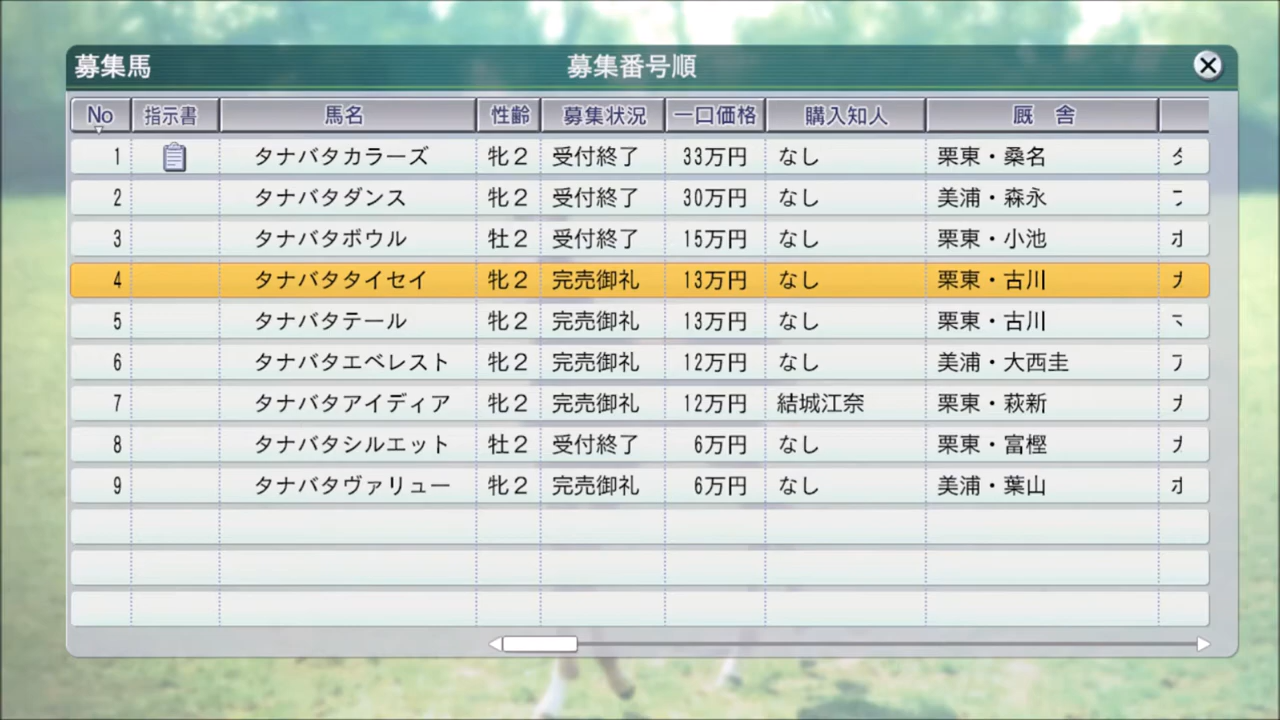 募集馬 募集番号順
No 指示書 馬名 性齢 募集状況 一口価格 購入知人 厩舎
1 タナバタカラーズ 牝2 受付終了 33万円 なし 栗東・桑名
2 タナバタダンス 牝2 受付終了 30万円 なし 美浦・森永
3 タナバタボウル 牡2 受付終了 15万円 なし 栗東・小池
4 タナバタタイセイ 牝2 完売御礼 13万円 なし 栗東・古川
5 タナバタテール 牝2 完売御礼 13万円 なし 栗東・古川
6 タナバタエベレスト 牝2 完売御礼 12万円 なし 美浦・大西圭
7 タナバタアイディア 牝2 完売御礼 12万円 結城江奈 栗東・萩新
8 タナバタシルエット 牡2 受付終了 6万円 なし 栗東・富樫
9 タナバタヴァリュー 牝2 完売御礼 6万円 なし 美浦・葉山